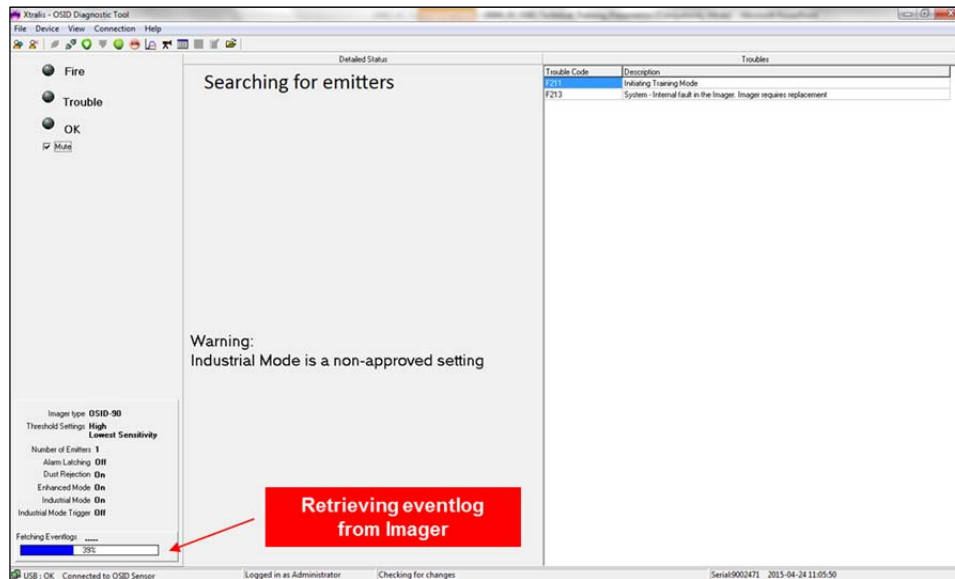 Xtralis - OSID Diagnostic Tool
File Device View Connection Help
Detailed Status
Troubles
Fire
Trouble
OK
Mute
Searching for emitters
Trouble Code Description
F211 Initiating Training Mode
F213 System - Internal fault in the Imager. Imager requires replacement
Warning:
Industrial Mode is a non-approved setting
Imager type OSID-90
Threshold Settings High
Lowest Sensitivity
Number of Emitters 1
Alarm Latching Off
Dust Rejection On
Enhanced Mode On
Industrial Mode On
Industrial Mode Trigger Off
Fetching Eventlogs .....
39%
Retrieving eventlog
from Imager
USB : OK Connected to OSID Sensor
Logged in as Administrator
Checking for changes
Serial:9002471 2015-04-24 11:05:50